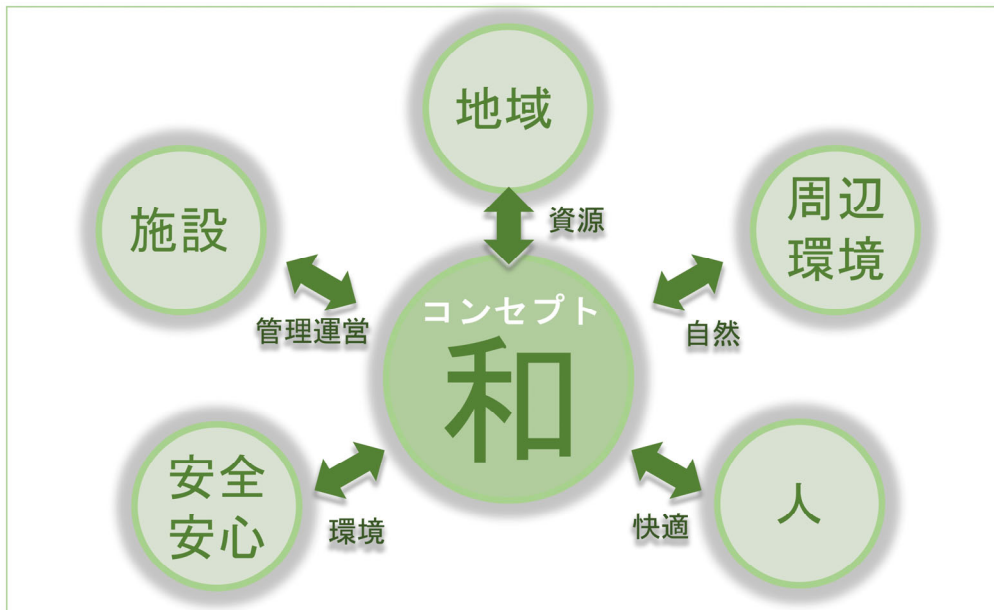 地域
資源
施設
周辺
環境
管理運営
自然
コンセプト
和
安全
安心
環境
人
快適